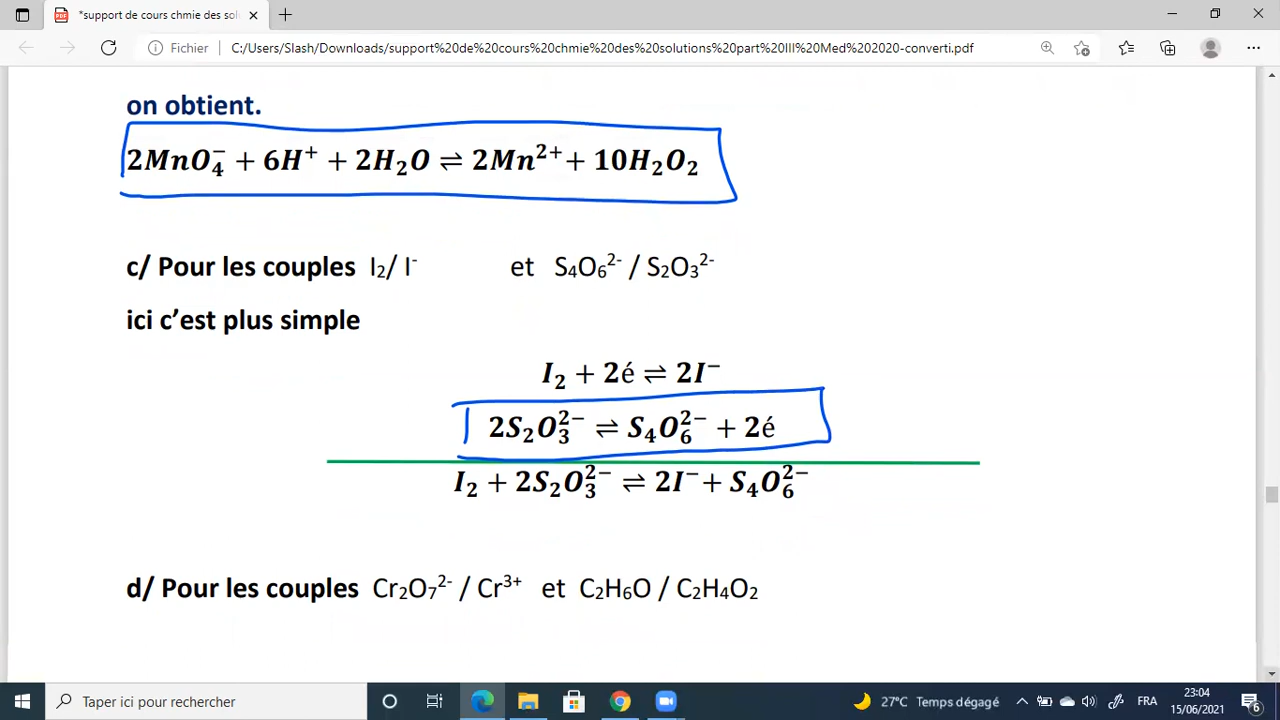 *support de cours chmie des sol
Fichier C:/Users/Slash/Downloads/support%20de%20cours%20chmie%20des%20solutions%20part%20III%20Med%202020-converti.pdf
on obtient.
2MnO₄⁻ + 6H⁺ + 2H₂O ⇌ 2Mn²⁺ + 10H₂O₂
c/ Pour les couples I₂/ I⁻ et S₄O₆²⁻ / S₂O₃²⁻
ici c’est plus simple
I₂ + 2é ⇌ 2I⁻
2S₂O₃²⁻ ⇌ S₄O₆²⁻ + 2é
I₂ + 2S₂O₃²⁻ ⇌ 2I⁻ + S₄O₆²⁻
d/ Pour les couples Cr₂O₇²⁻ / Cr³⁺ et C₂H₆O / C₂H₄O₂
Taper ici pour rechercher
27°C Temps dégagé
FRA
23:04
15/06/2021
6